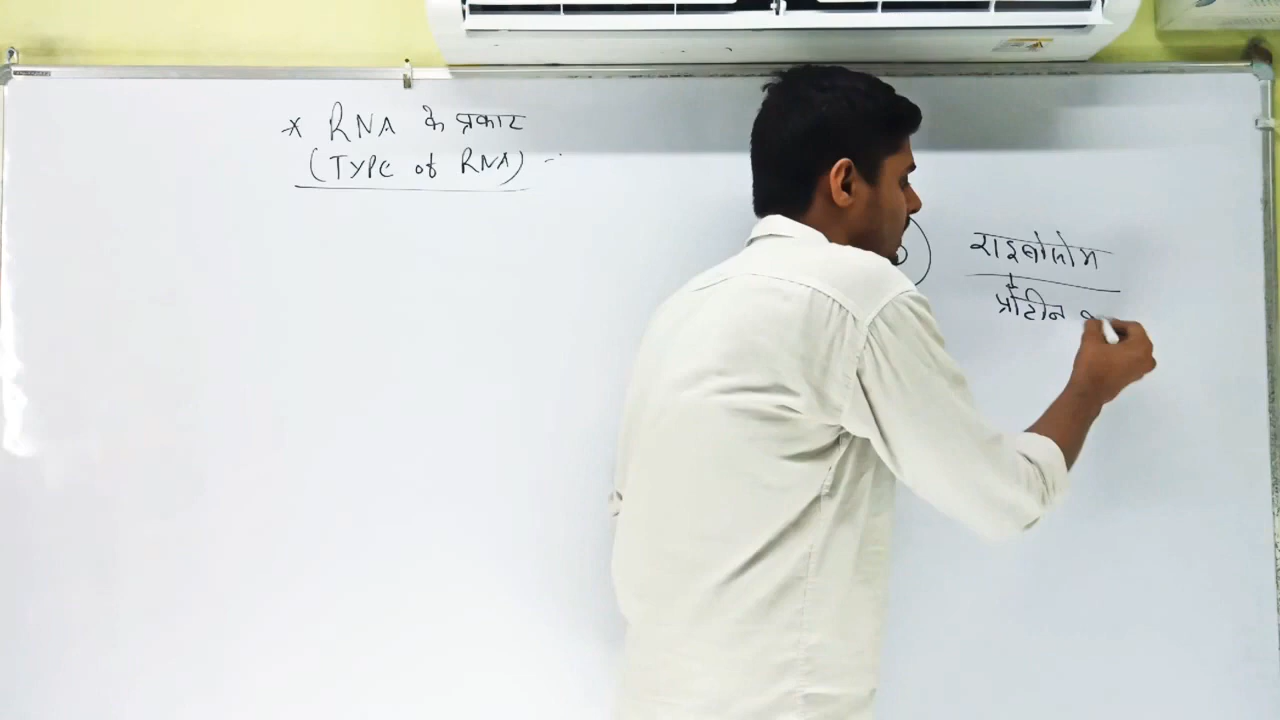 * RNA के प्रकार
(TYPE of RNA) -:
राइबोसोम
प्रोटीन